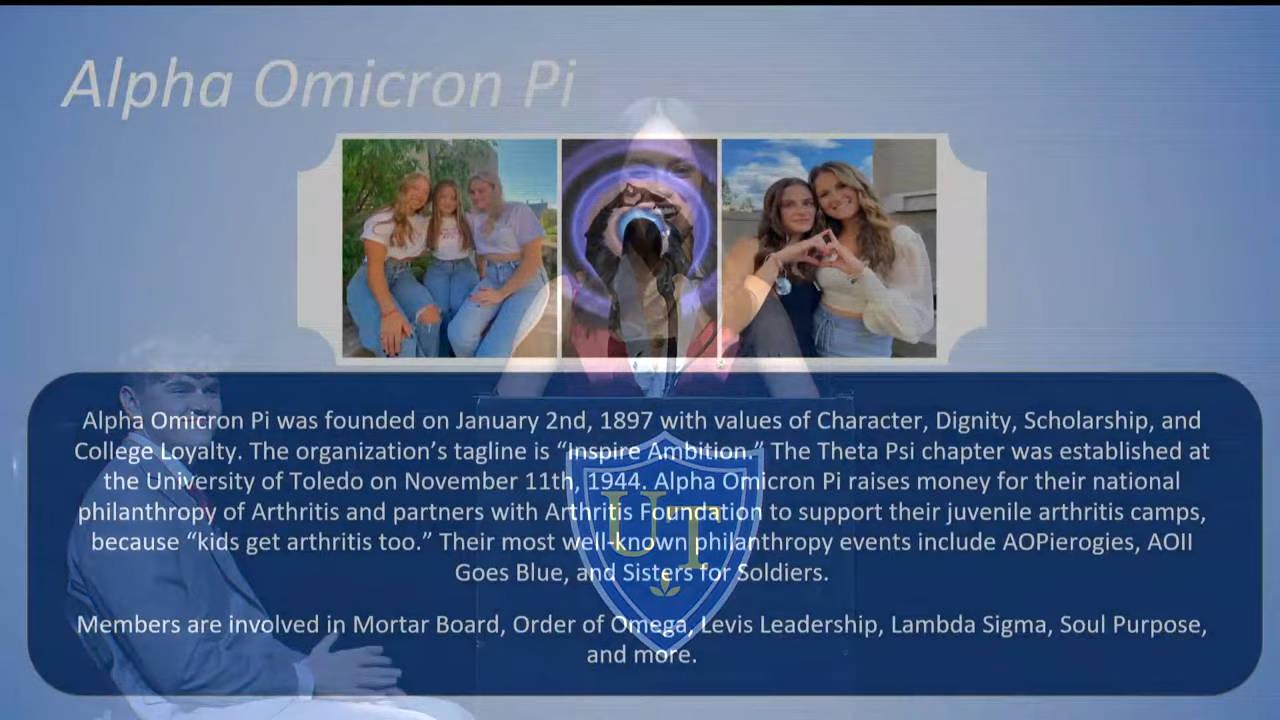 Alpha Omicron Pi
Alpha Omicron Pi was founded on January 2nd, 1897 with values of Character, Dignity, Scholarship, and
College Loyalty. The organization’s tagline is “Inspire Ambition.” The Theta Psi chapter was established at
the University of Toledo on November 11th, 1944. Alpha Omicron Pi raises money for their national
philanthropy of Arthritis and partners with Arthritis Foundation to support their juvenile arthritis camps,
because “kids get arthritis too.” Their most well-known philanthropy events include AOPierogies, AOII
Goes Blue, and Sisters for Soldiers.
UT
Members are involved in Mortar Board, Order of Omega, Levis Leadership, Lambda Sigma, Soul Purpose,
and more.